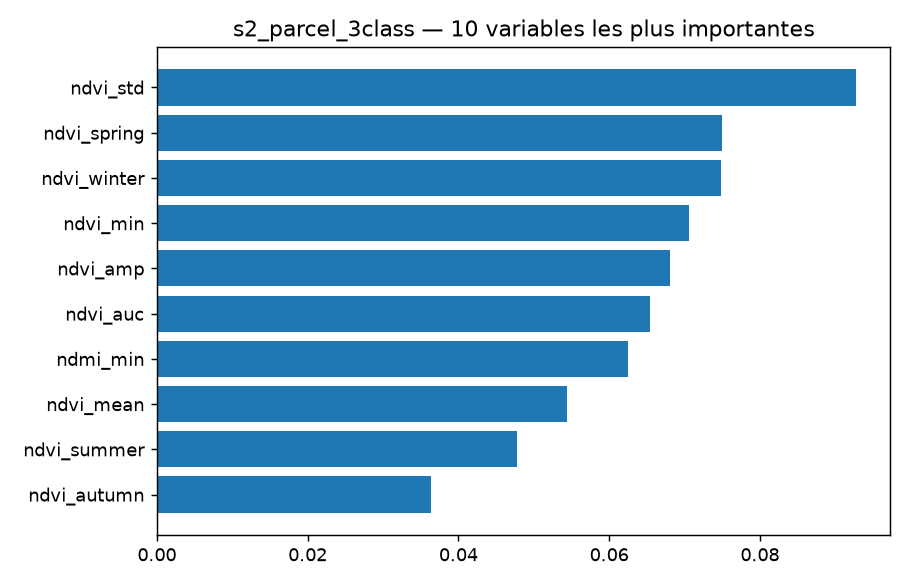 s2_parcel_3class — 10 variables les plus importantes
ndvi_std
ndvi_spring
ndvi_winter
ndvi_min
ndvi_amp
ndvi_auc
ndmi_min
ndvi_mean
ndvi_summer
ndvi_autumn
0.00 0.02 0.04 0.06 0.08